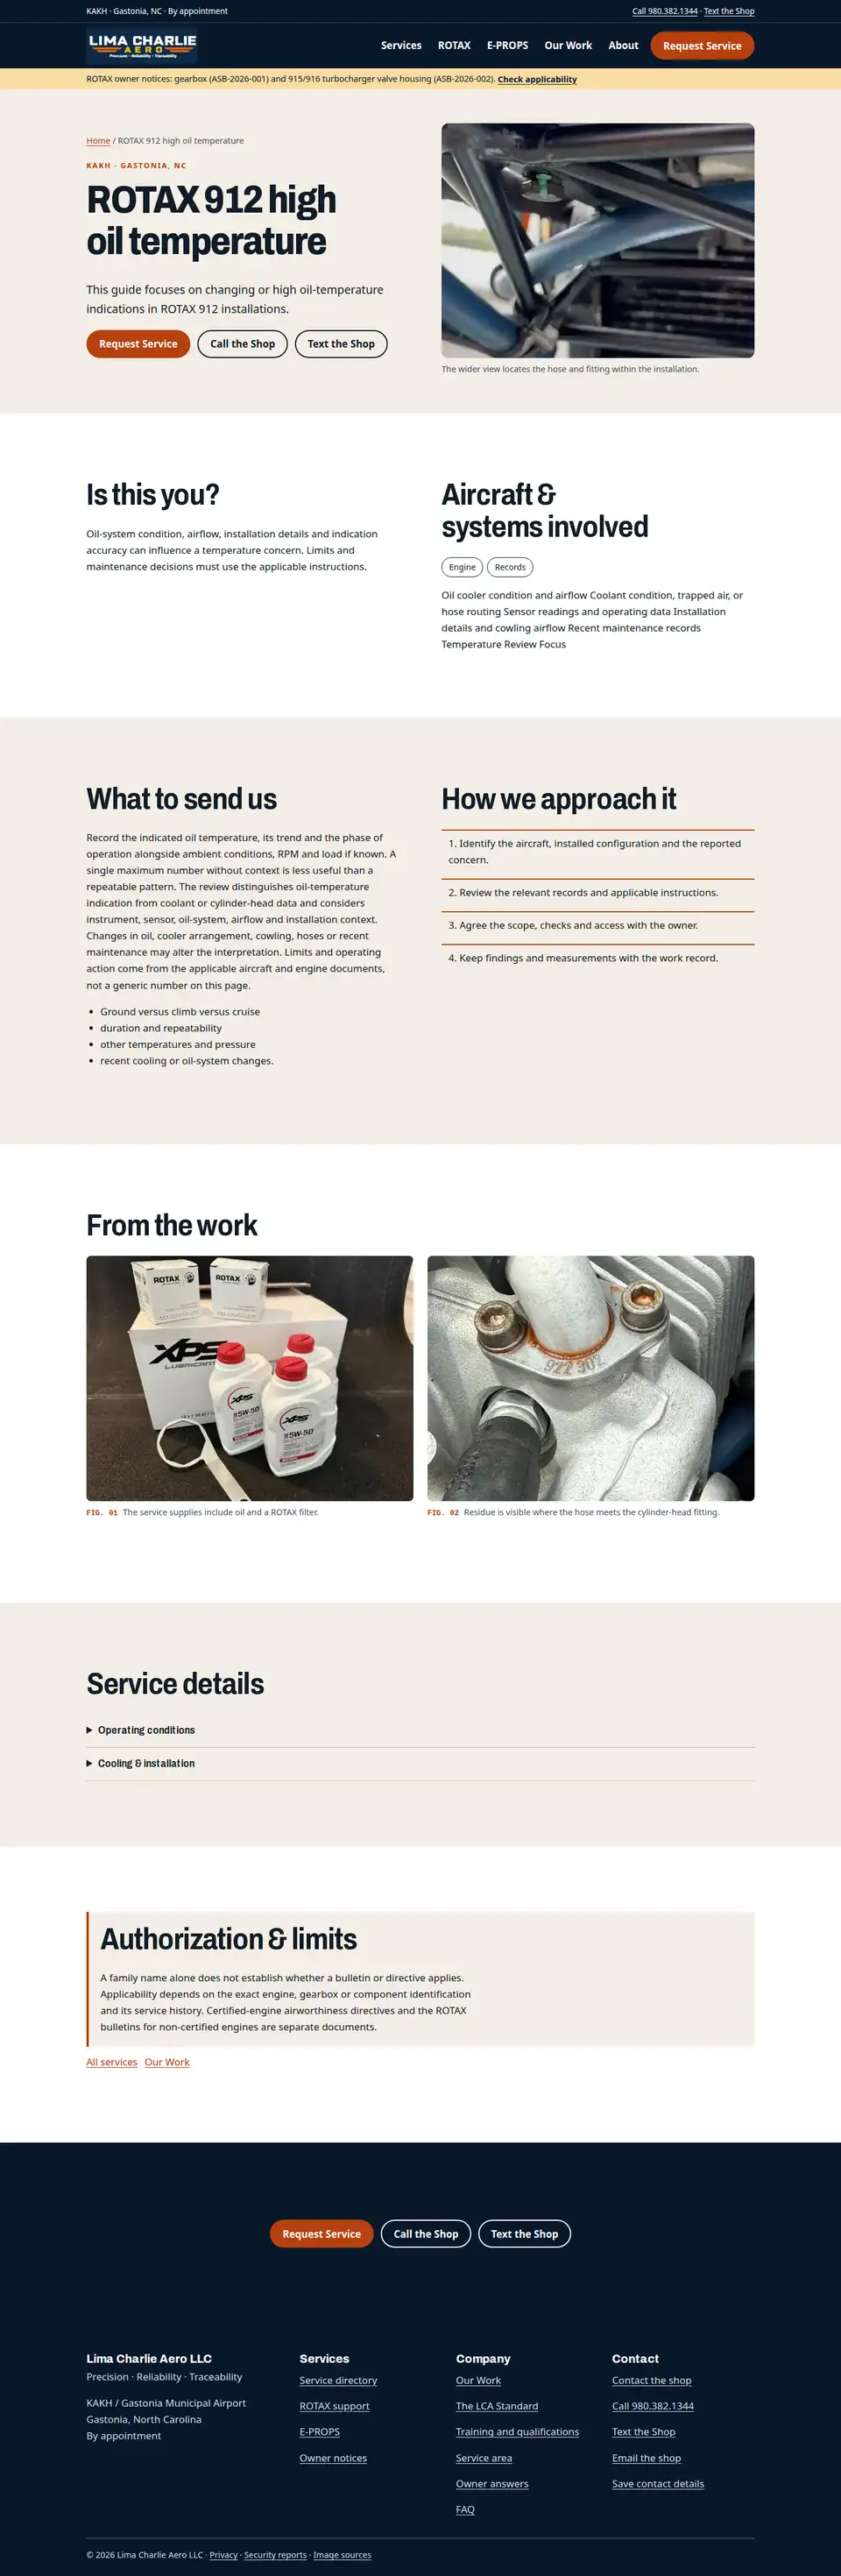 KAKH · Gastonia, NC · By appointment
Call 980.382.1344 · Text the Shop
LIMA CHARLIE
AERO
Precision · Reliability · Traceability
Services
ROTAX
E-PROPS
Our Work
About
Request Service
ROTAX owner notices: gearbox (ASB-2026-001) and 915/916 turbocharger valve housing (ASB-2026-002). Check applicability
Home / ROTAX 912 high oil temperature
KAKH · GASTONIA, NC
ROTAX 912 high
oil temperature
This guide focuses on changing or high oil-temperature
indications in ROTAX 912 installations.
Request Service
Call the Shop
Text the Shop
The wider view locates the hose and fitting within the installation.
Is this you?
Oil-system condition, airflow, installation details and indication
accuracy can influence a temperature concern. Limits and
maintenance decisions must use the applicable instructions.
Aircraft &
systems involved
Engine
Records
Oil cooler condition and airflow Coolant condition, trapped air, or
hose routing Sensor readings and operating data Installation
details and cowling airflow Recent maintenance records
Temperature Review Focus
What to send us
Record the indicated oil temperature, its trend and the phase of
operation alongside ambient conditions, RPM and load if known. A
single maximum number without context is less useful than a
repeatable pattern. The review distinguishes oil-temperature
indication from coolant or cylinder-head data and considers
instrument, sensor, oil-system, airflow and installation context.
Changes in oil, cooler arrangement, cowling, hoses or recent
maintenance may alter the interpretation. Limits and operating
action come from the applicable aircraft and engine documents,
not a generic number on this page.
• Ground versus climb versus cruise
• duration and repeatability
• other temperatures and pressure
• recent cooling or oil-system changes.
How we approach it
1. Identify the aircraft, installed configuration and the reported
concern.
2. Review the relevant records and applicable instructions.
3. Agree the scope, checks and access with the owner.
4. Keep findings and measurements with the work record.
From the work
ROTAX
ROTAX
XPS
LUBRICANTS
XPS
5W-50
XPS
5W-50
922 302
FIG. 01 The service supplies include oil and a ROTAX filter.
FIG. 02 Residue is visible where the hose meets the cylinder-head fitting.
Service details
Operating conditions
Cooling & installation
Authorization & limits
A family name alone does not establish whether a bulletin or directive applies.
Applicability depends on the exact engine, gearbox or component identification
and its service history. Certified-engine airworthiness directives and the ROTAX
bulletins for non-certified engines are separate documents.
All services
Our Work
Request Service
Call the Shop
Text the Shop
Lima Charlie Aero LLC
Precision · Reliability · Traceability
KAKH / Gastonia Municipal Airport
Gastonia, North Carolina
By appointment
Services
Service directory
ROTAX support
E-PROPS
Owner notices
Company
Our Work
The LCA Standard
Training and qualifications
Service area
Owner answers
FAQ
Contact
Contact the shop
Call 980.382.1344
Text the Shop
Email the shop
Save contact details
© 2026 Lima Charlie Aero LLC · Privacy · Security reports · Image sources